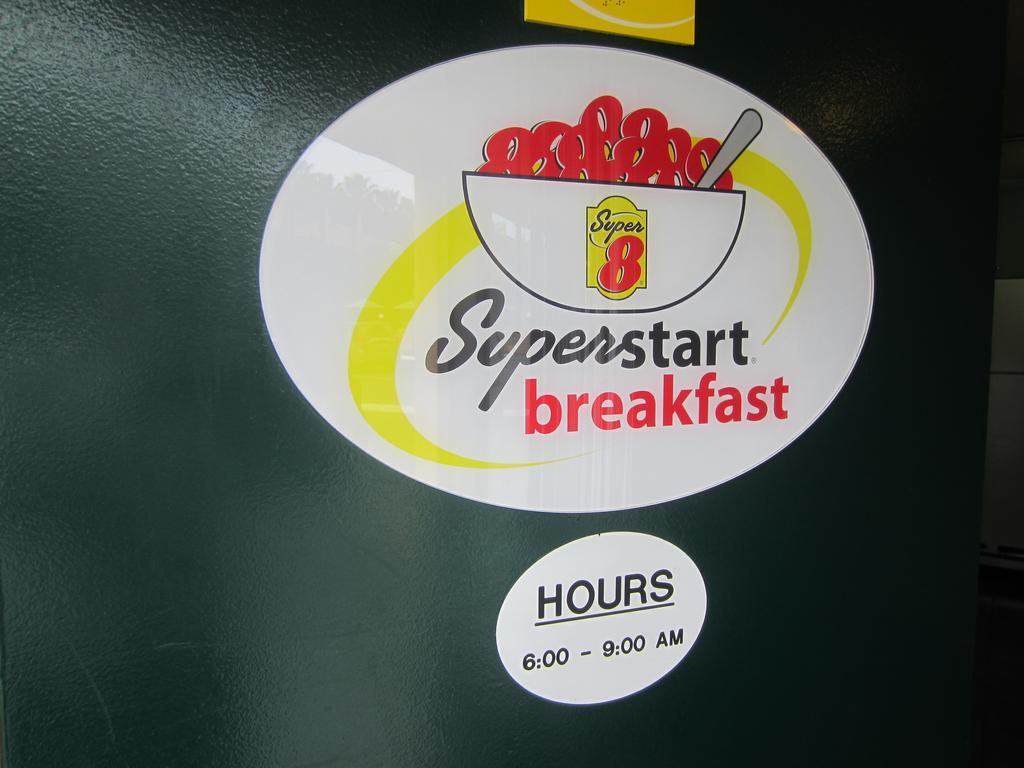 Super
8
Superstart
breakfast
HOURS
6:00 - 9:00 AM